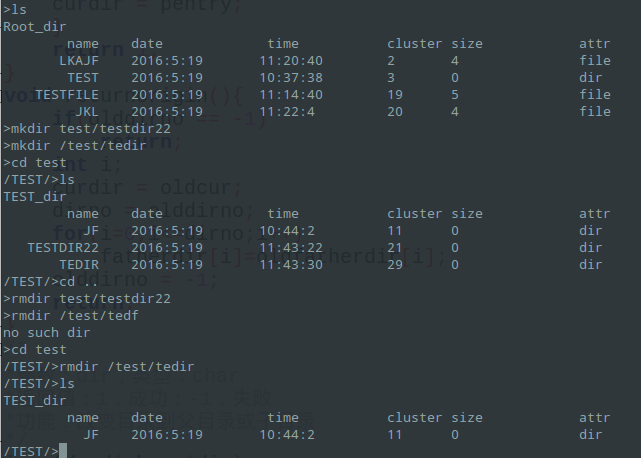 >ls
Root_dir
name date time cluster size attr
LKAJF 2016:5:19 11:20:40 2 4 file
TEST 2016:5:19 10:37:38 3 0 dir
TESTFILE 2016:5:19 11:14:40 19 5 file
JKL 2016:5:19 11:22:4 20 4 file
>mkdir test/testdir22
>mkdir /test/tedir
>cd test
/TEST/>ls
TEST_dir
name date time cluster size attr
JF 2016:5:19 10:44:2 11 0 dir
TESTDIR22 2016:5:19 11:43:22 21 0 dir
TEDIR 2016:5:19 11:43:30 29 0 dir
/TEST/>cd ..
>rmdir test/testdir22
>rmdir /test/tedf
no such dir
>cd test
/TEST/>rmdir /test/tedir
/TEST/>ls
TEST_dir
name date time cluster size attr
JF 2016:5:19 10:44:2 11 0 dir
/TEST/>